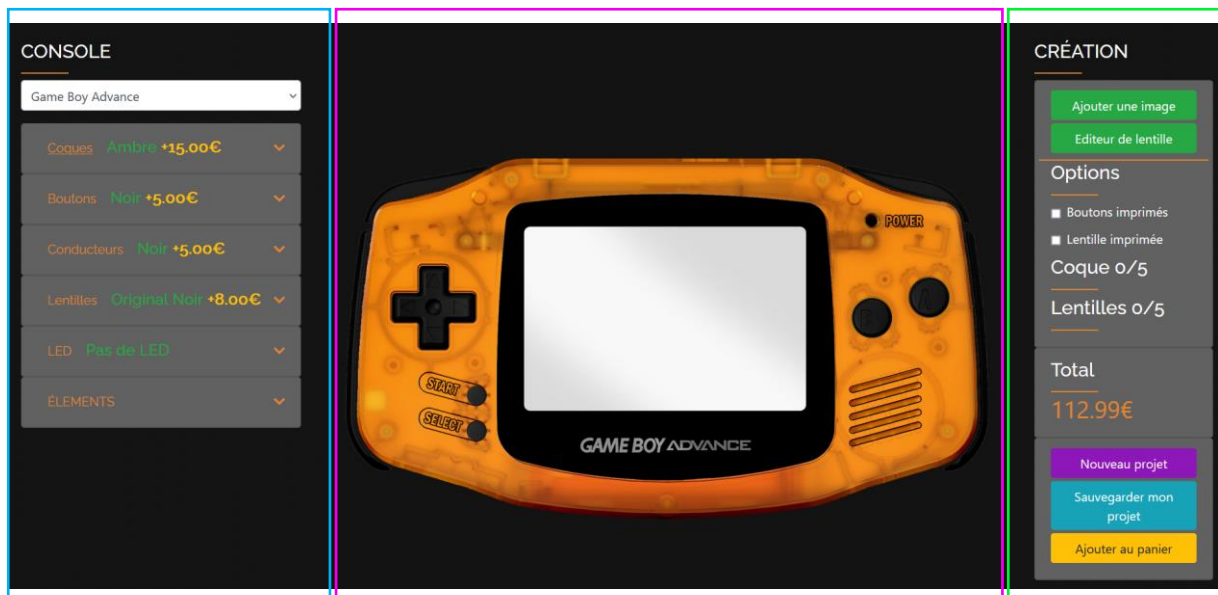 CONSOLE
Game Boy Advance
Coques Ambre +15.00€
Boutons Noir +5.00€
Conducteurs Noir +5.00€
Lentilles Original Noir +8.00€
LED Pas de LED
ÉLEMENTS
POWER
A
B
START
SELECT
GAME BOY ADVANCE
CRÉATION
Ajouter une image
Editeur de lentille
Options
Boutons imprimés
Lentille imprimée
Coque 0/5
Lentilles 0/5
Total
112.99€
Nouveau projet
Sauvegarder mon
projet
Ajouter au panier